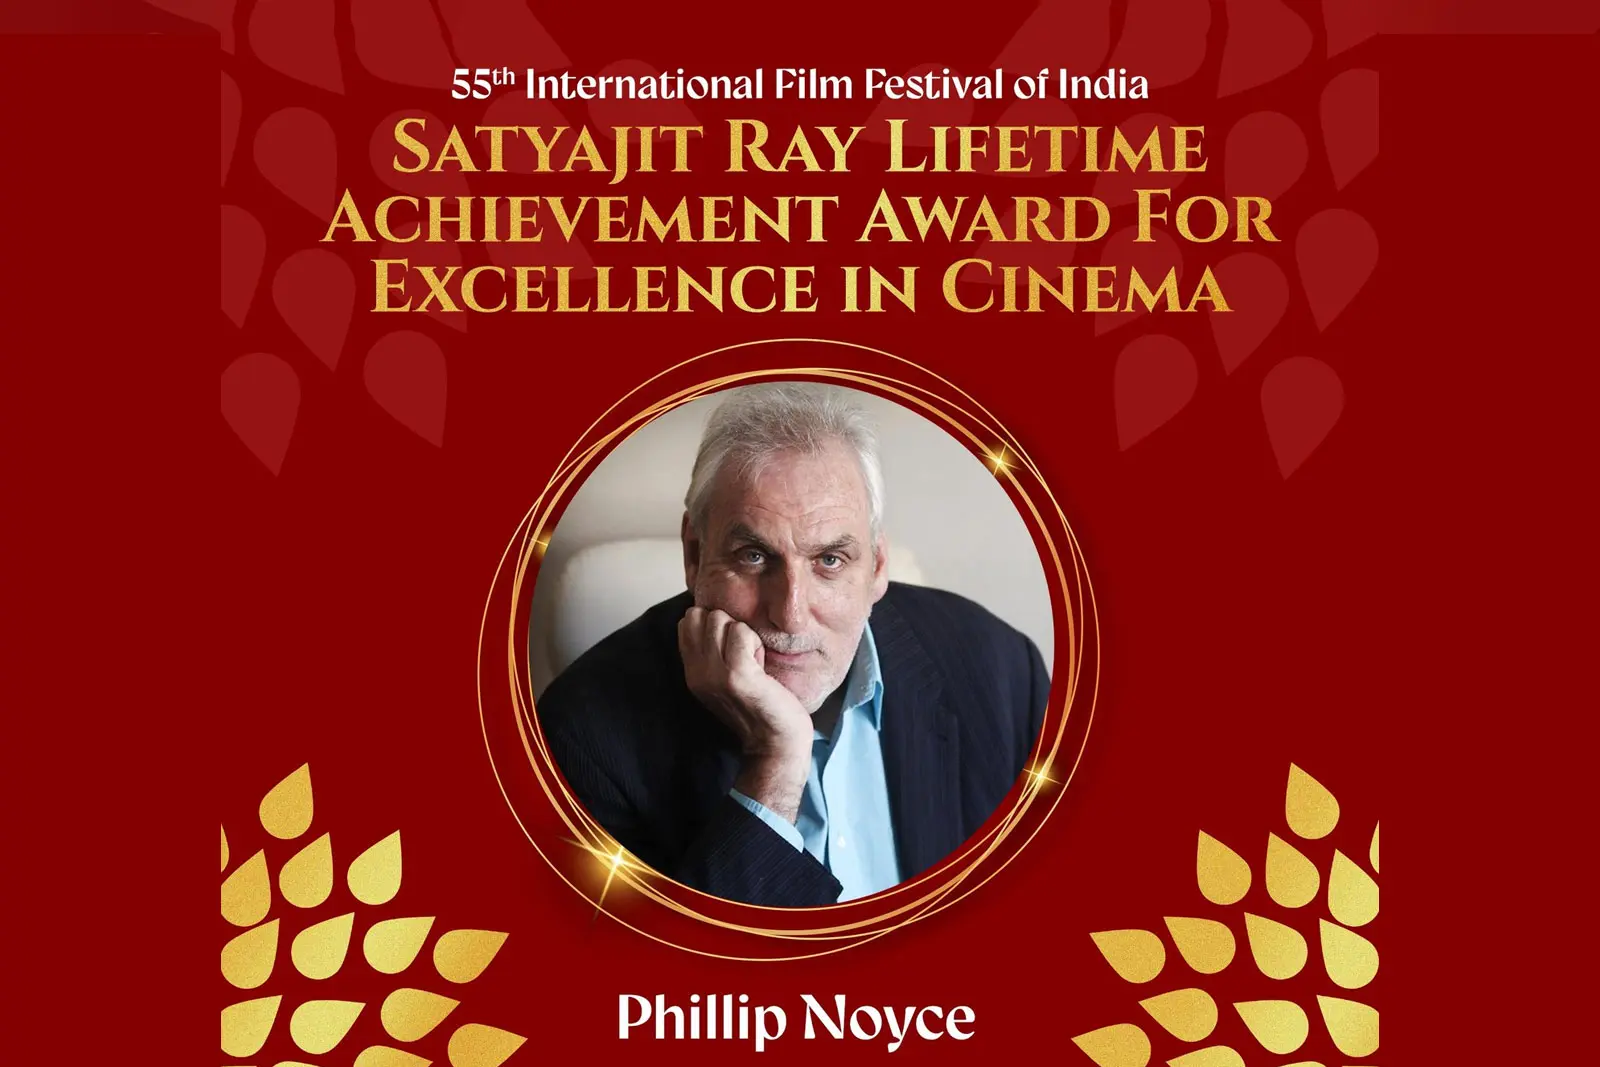 55th International Film Festival of India
Satyajit Ray Lifetime
Achievement Award For
Excellence in Cinema
Phillip Noyce